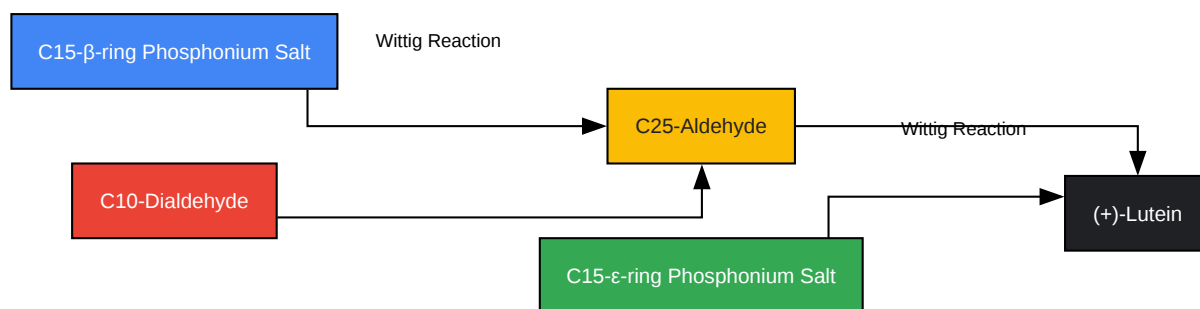 C15-β-ring Phosphonium Salt
Wittig Reaction
C25-Aldehyde
Wittig Reaction
C10-Dialdehyde
(+)-Lutein
C15-ε-ring Phosphonium Salt